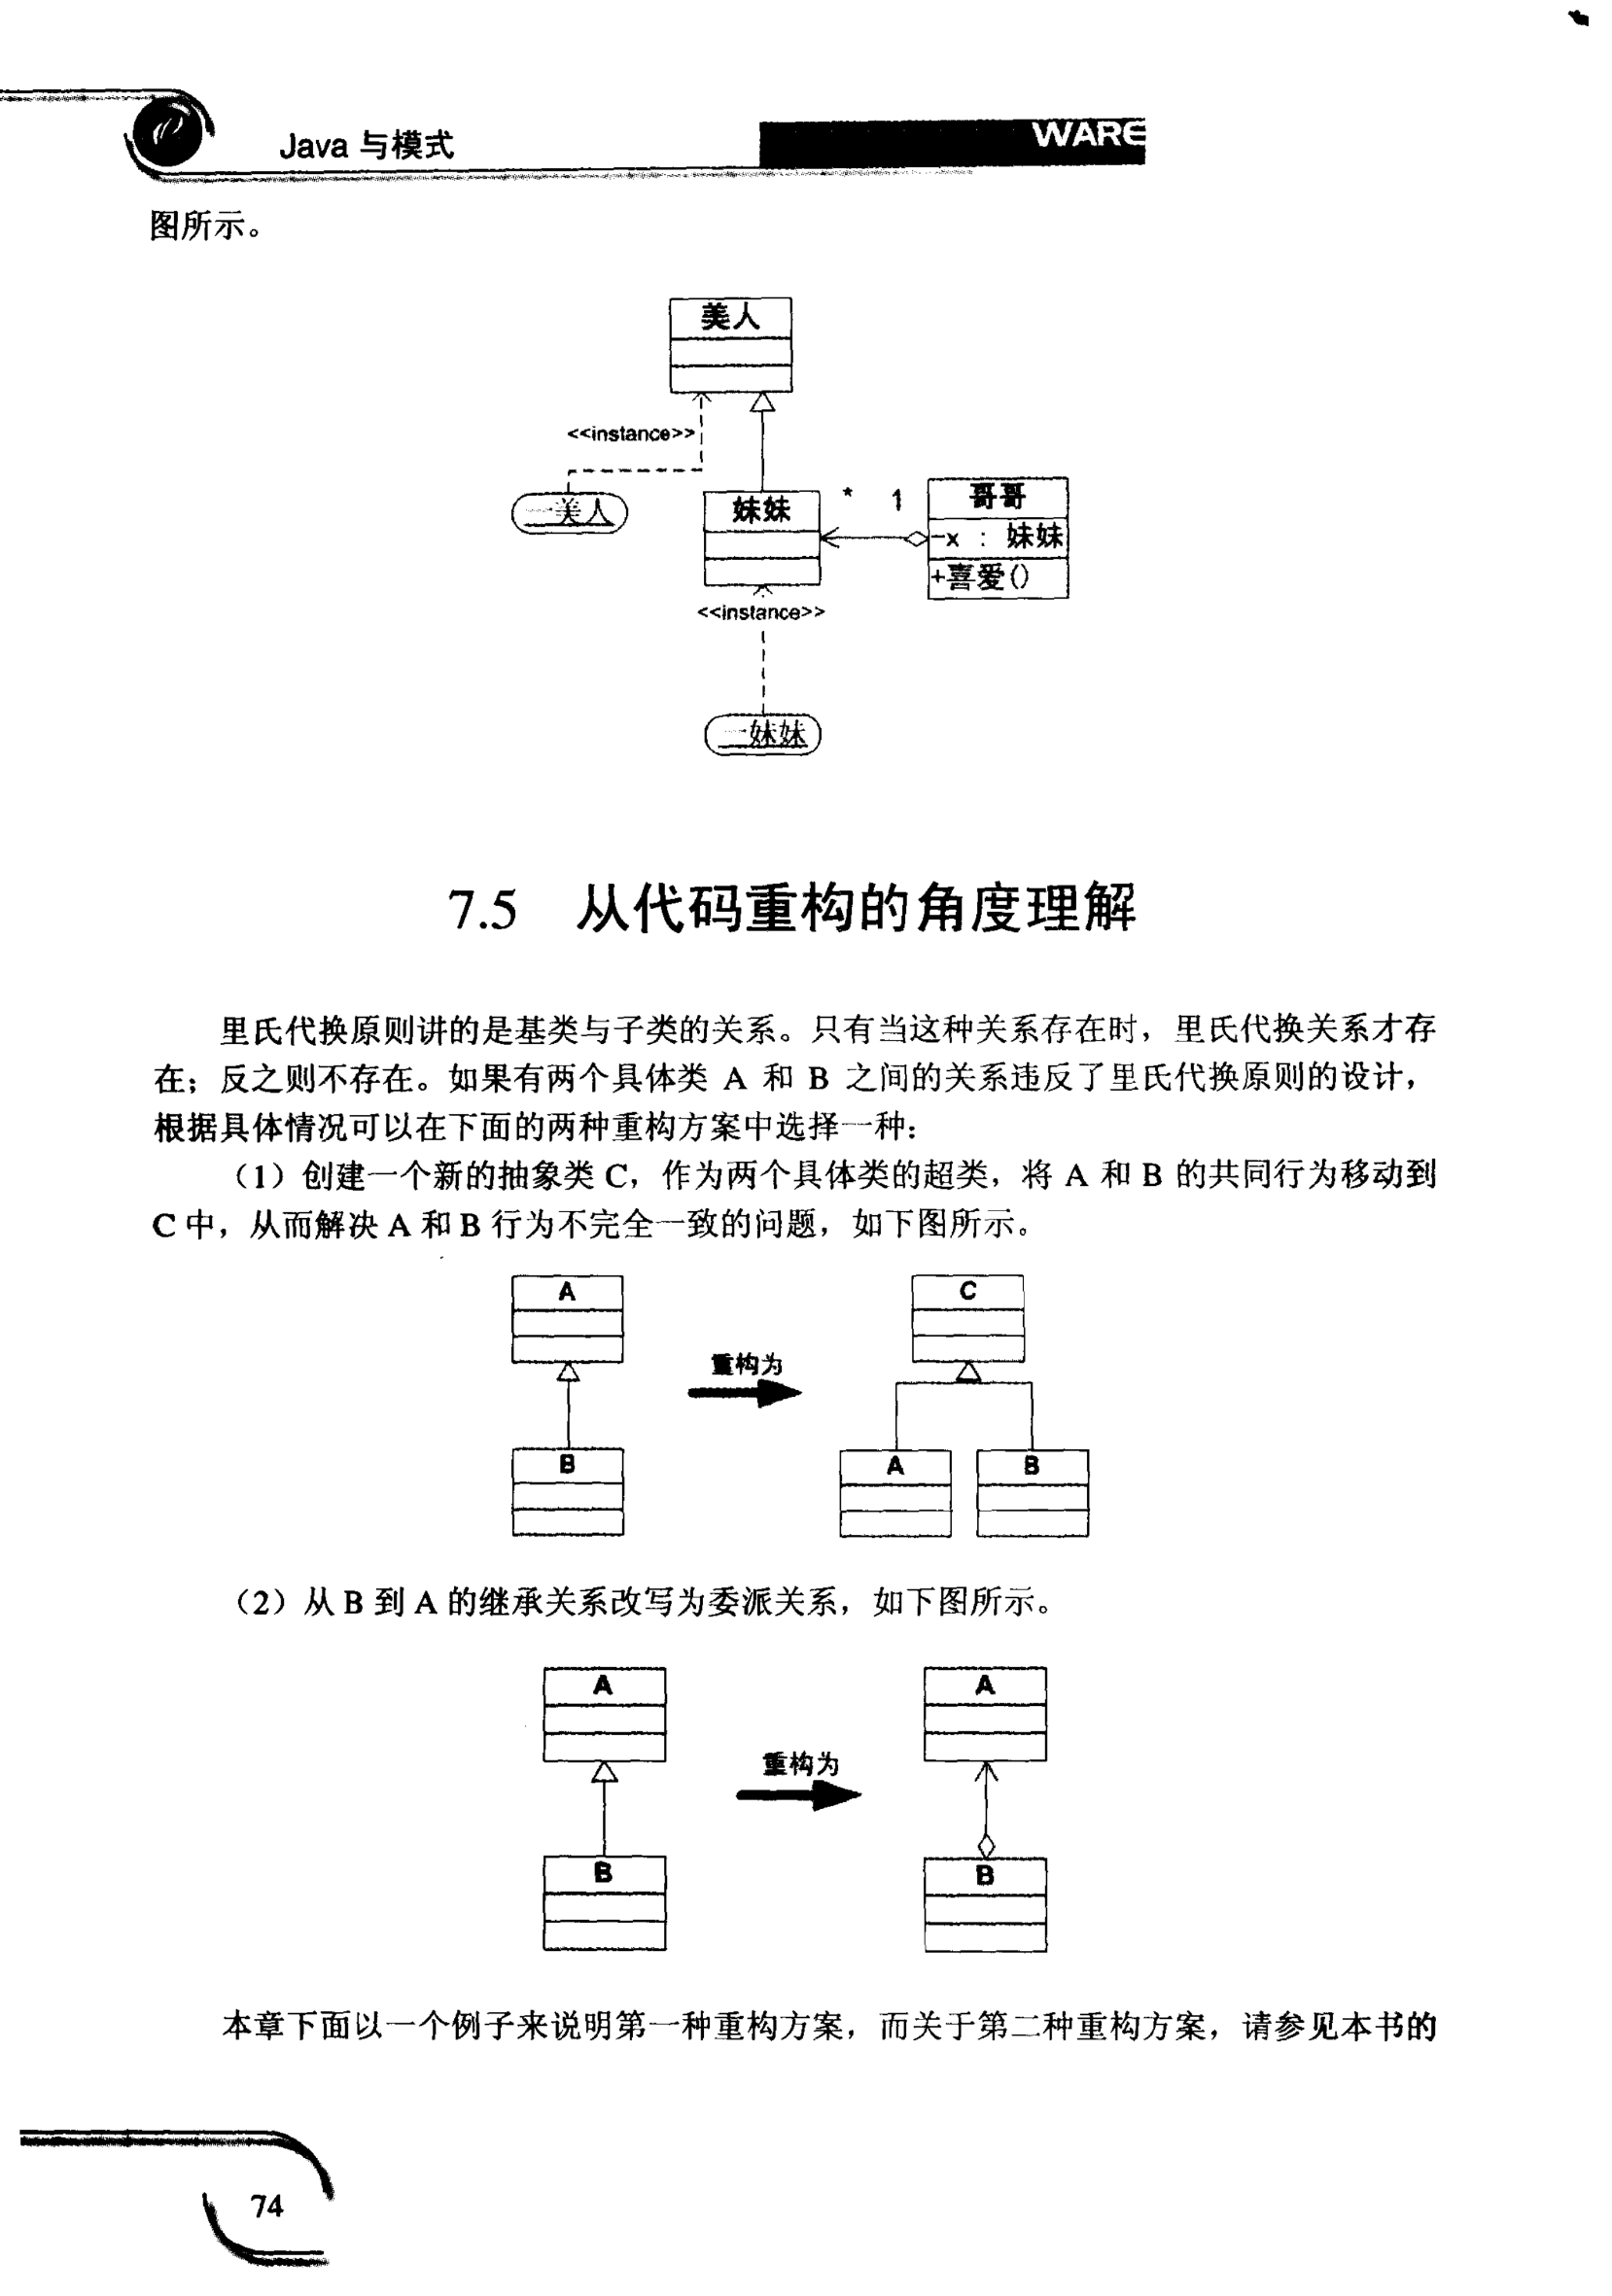 Java 与模式
WARE
图所示。
美人
<<instance>>
一美人
妹妹
*
1
哥哥
-x : 妹妹
+喜爱()
<<instance>>
一妹妹
7.5 从代码重构的角度理解
里氏代换原则讲的是基类与子类的关系。只有当这种关系存在时，里氏代换关系才存
在；反之则不存在。如果有两个具体类 A 和 B 之间的关系违反了里氏代换原则的设计，
根据具体情况可以在下面的两种重构方案中选择一种：
（1）创建一个新的抽象类 C，作为两个具体类的超类，将 A 和 B 的共同行为移动到
C 中，从而解决 A 和 B 行为不完全一致的问题，如下图所示。
A
B
重构为
C
A
B
（2）从 B 到 A 的继承关系改写为委派关系，如下图所示。
A
B
重构为
A
B
本章下面以一个例子来说明第一种重构方案，而关于第二种重构方案，请参见本书的
74